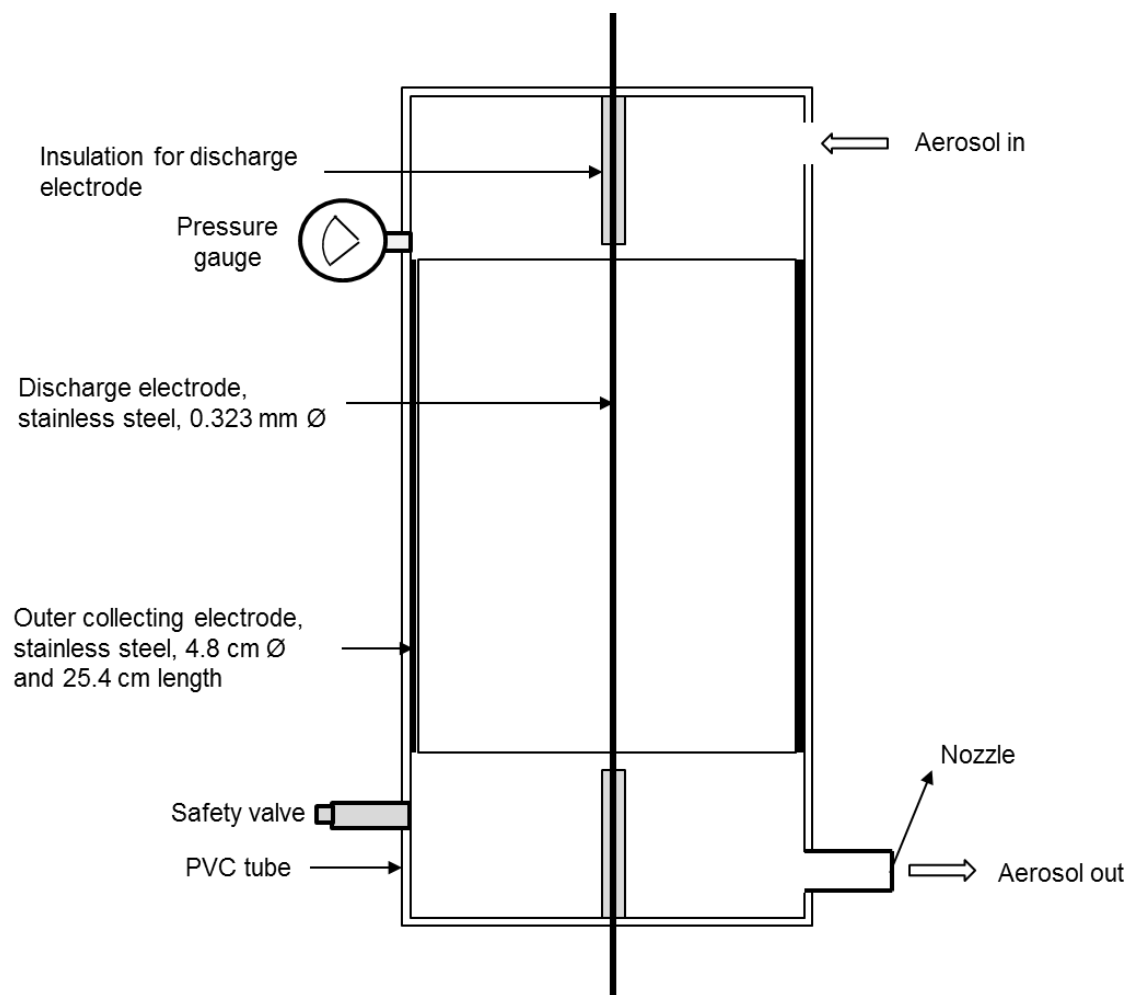 Aerosol in
Insulation for discharge
electrode
Pressure
gauge
Discharge electrode,
stainless steel, 0.323 mm Ø
Outer collecting electrode,
stainless steel, 4.8 cm Ø
and 25.4 cm length
Nozzle
Safety valve
PVC tube
Aerosol out